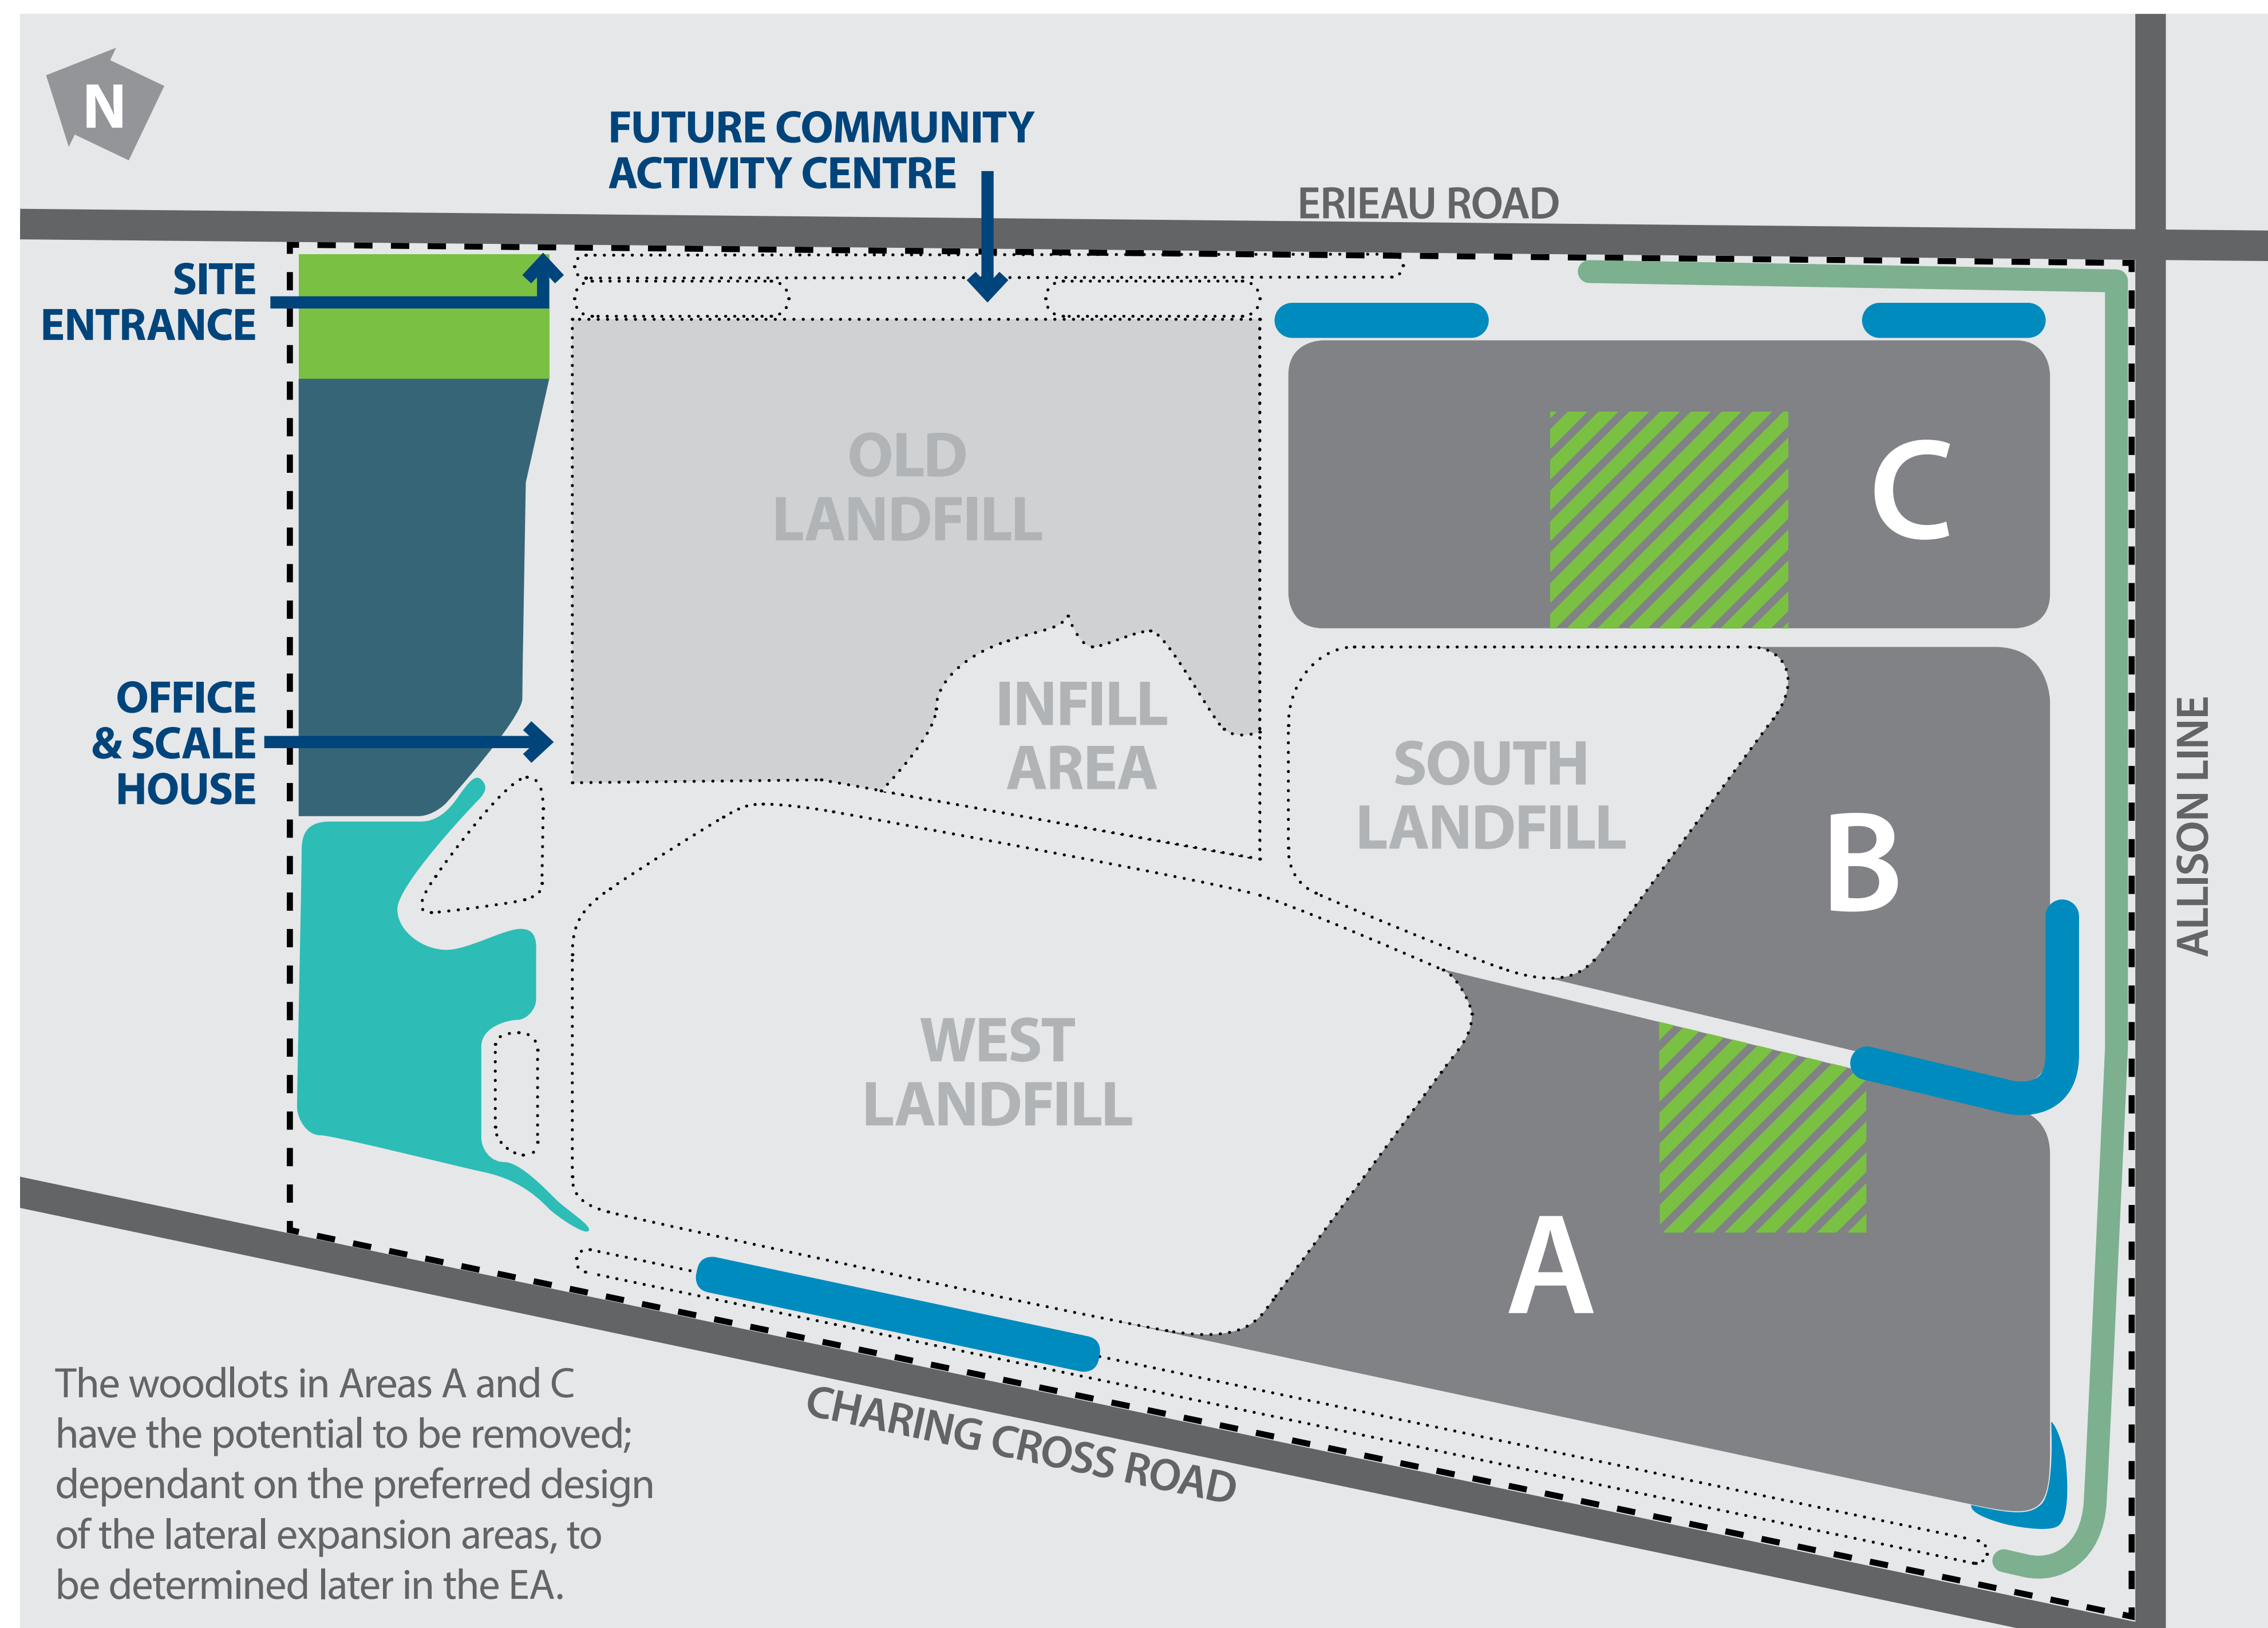 N
FUTURE COMMUNITY
ACTIVITY CENTRE
ERIEAU ROAD
SITE
ENTRANCE
OLD
LANDFILL
C
OFFICE
& SCALE
HOUSE
INFILL
AREA
SOUTH
LANDFILL
B
ALLISON LINE
WEST
LANDFILL
A
CHARING CROSS ROAD
The woodlots in Areas A and C
have the potential to be removed;
dependant on the preferred design
of the lateral expansion areas, to
be determined later in the EA.